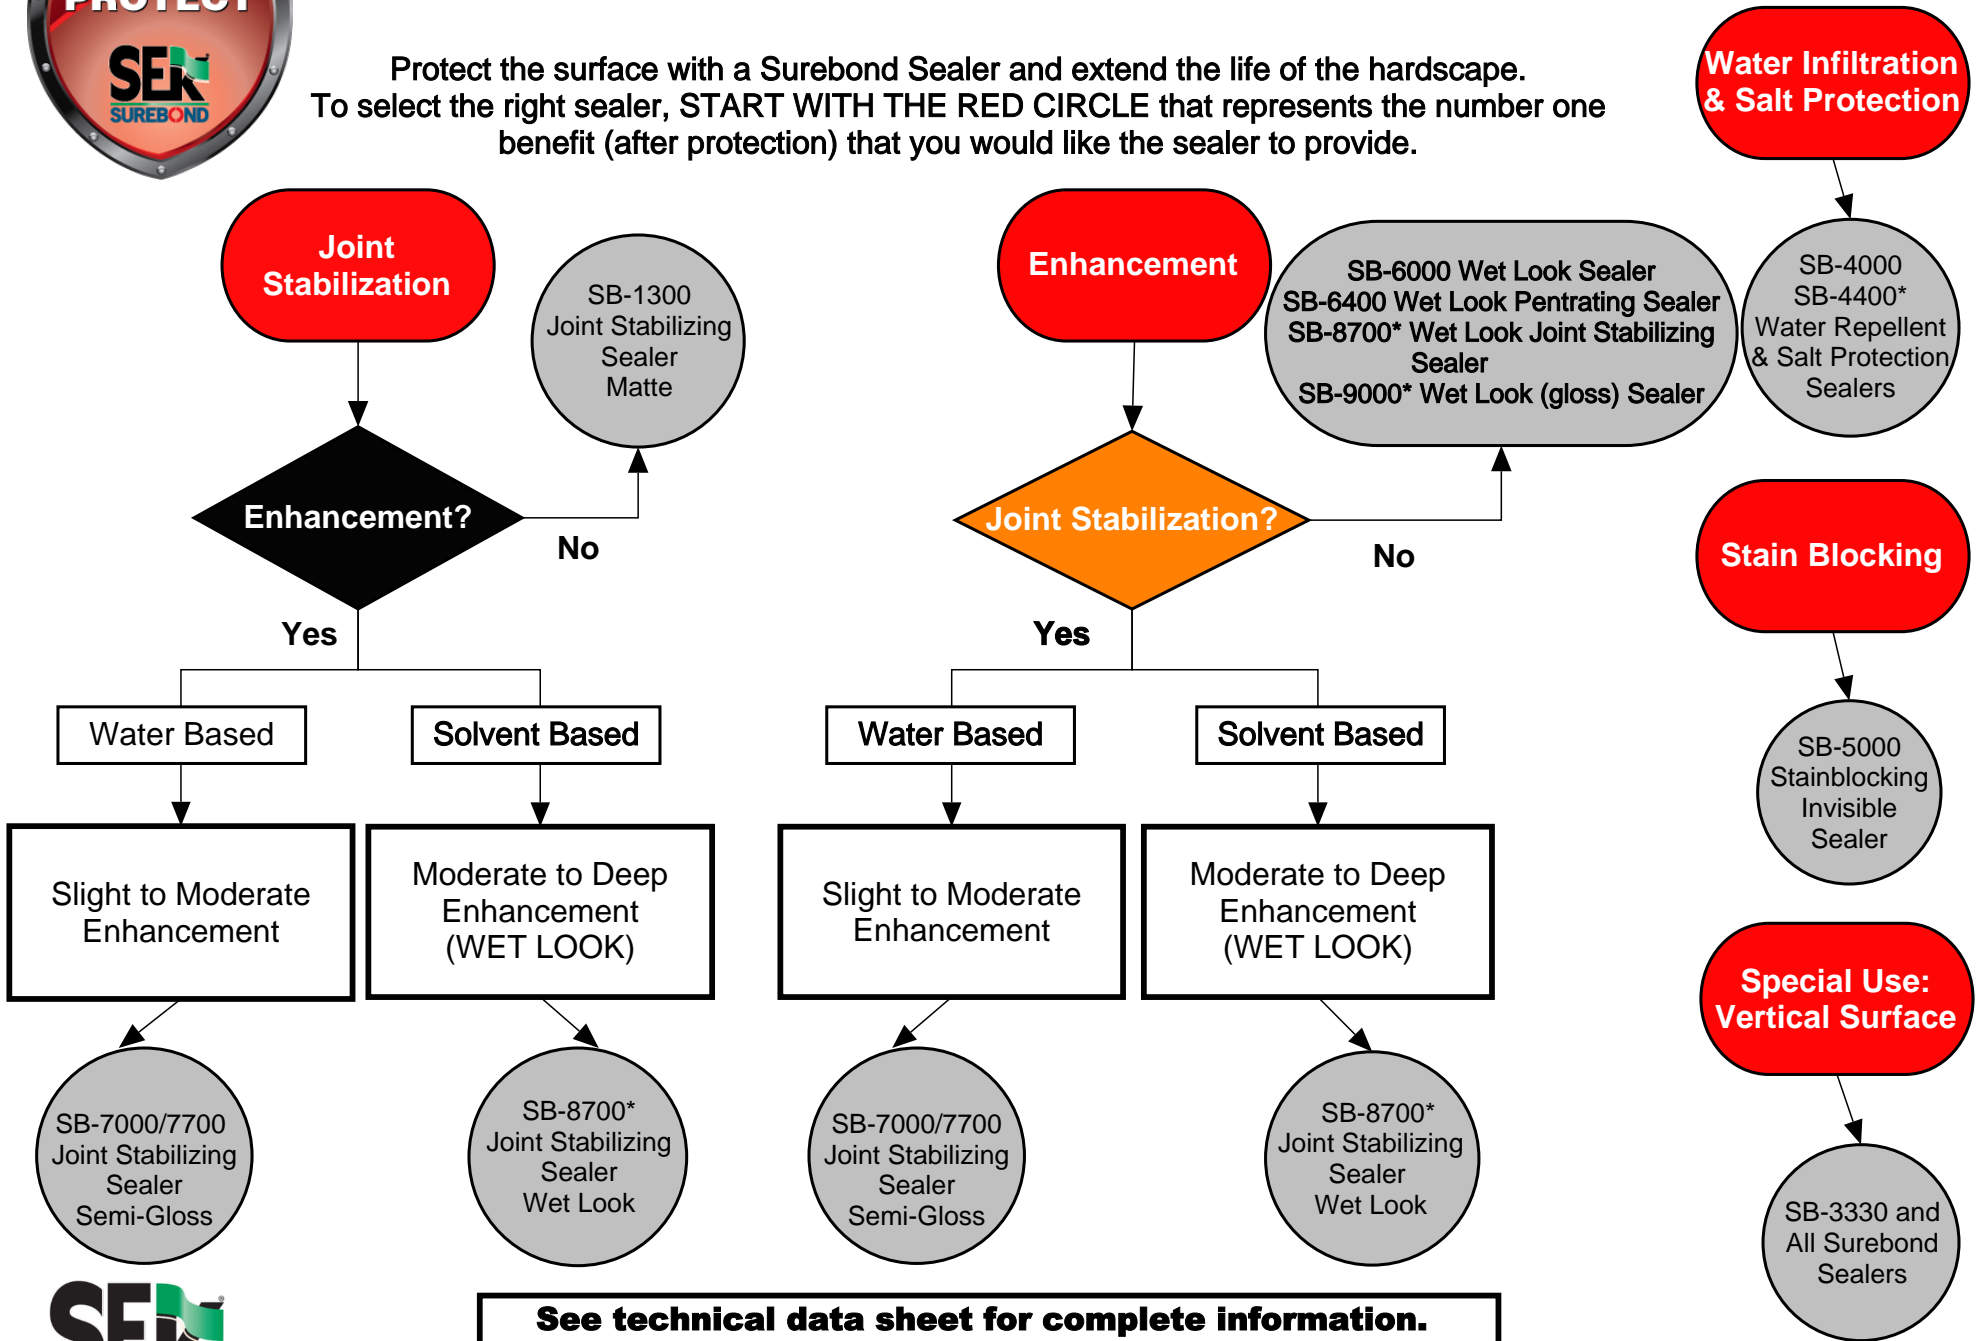 PROTECT
SEK
SUREBOND
Protect the surface with a Surebond Sealer and extend the life of the hardscape.
To select the right sealer, START WITH THE RED CIRCLE that represents the number one
benefit (after protection) that you would like the sealer to provide.
Water Infiltration
& Salt Protection
SB-4000
SB-4400*
Water Repellent
& Salt Protection
Sealers
Joint
Stabilization
SB-1300
Joint Stabilizing
Sealer
Matte
Enhancement?
No
Yes
Water Based
Solvent Based
Slight to Moderate
Enhancement
Moderate to Deep
Enhancement
(WET LOOK)
SB-7000/7700
Joint Stabilizing
Sealer
Semi-Gloss
SB-8700*
Joint Stabilizing
Sealer
Wet Look
Enhancement
SB-6000 Wet Look Sealer
SB-6400 Wet Look Pentrating Sealer
SB-8700* Wet Look Joint Stabilizing
Sealer
SB-9000* Wet Look (gloss) Sealer
Joint Stabilization?
No
Yes
Water Based
Solvent Based
Slight to Moderate
Enhancement
Moderate to Deep
Enhancement
(WET LOOK)
SB-7000/7700
Joint Stabilizing
Sealer
Semi-Gloss
SB-8700*
Joint Stabilizing
Sealer
Wet Look
Stain Blocking
SB-5000
Stainblocking
Invisible
Sealer
Special Use:
Vertical Surface
SB-3330 and
All Surebond
Sealers
SEK
See technical data sheet for complete information.